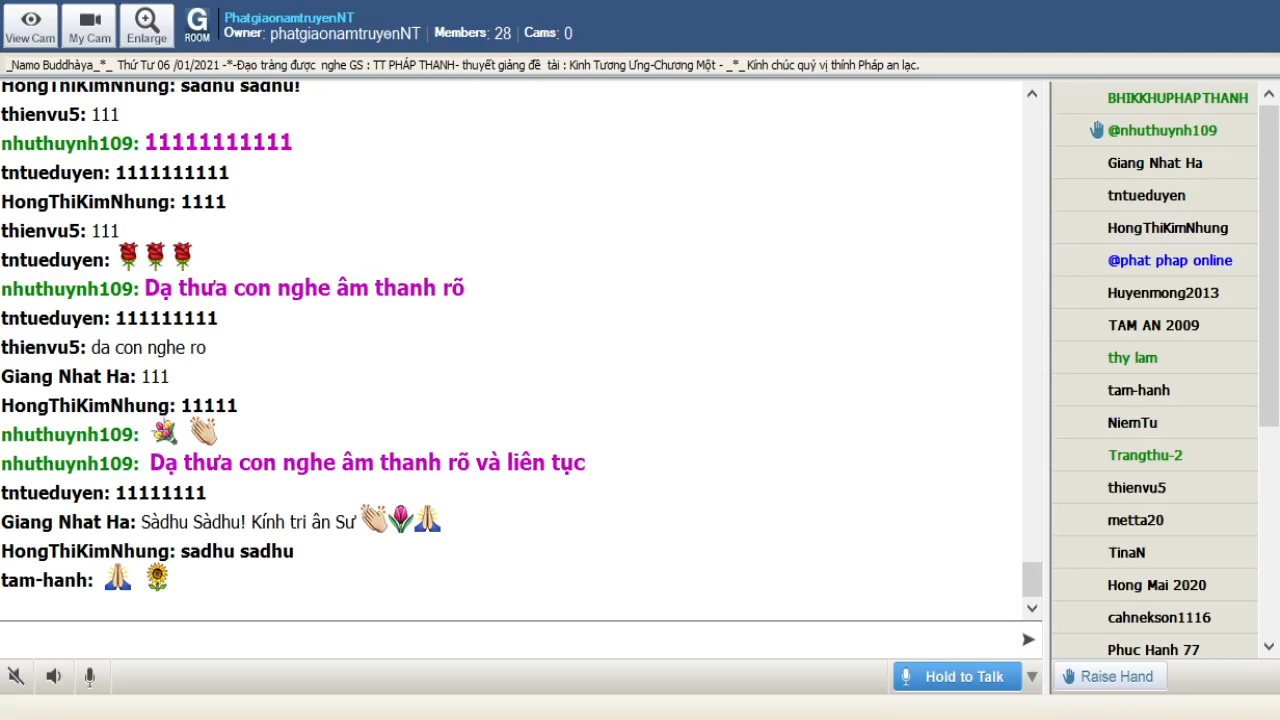 View Cam
My Cam
Enlarge
G
ROOM
PhatgiaonamtruyenNT
Owner: phatgiaonamtruyenNT | Members: 28 | Cams: 0
_Namo Buddhàya_*_ Thứ Tư 06 /01/2021 -*-Đạo tràng được nghe GS : TT PHÁP THANH- thuyết giảng đề tài : Kinh Tương Ưng-Chương Một - _*_ Kính chúc quý vị thính Pháp an lạc.
HongThiKimNhung: sadhu sadhu!
thienvu5: 111
nhuthuynh109: 11111111111
tntueduyen: 1111111111
HongThiKimNhung: 1111
thienvu5: 111
tntueduyen: 🌹🌹🌹
nhuthuynh109: Dạ thưa con nghe âm thanh rõ
tntueduyen: 111111111
thienvu5: da con nghe ro
Giang Nhat Ha: 111
HongThiKimNhung: 11111
nhuthuynh109: 💐 👏
nhuthuynh109: Dạ thưa con nghe âm thanh rõ và liên tục
tntueduyen: 11111111
Giang Nhat Ha: Sàdhu Sàdhu! Kính tri ân Sư 👏🌷🙏
HongThiKimNhung: sadhu sadhu
tam-hanh: 🙏 🌻
Hold to Talk
BHIKKHUPHAPTHANH
@nhuthuynh109
Giang Nhat Ha
tntueduyen
HongThiKimNhung
@phat phap online
Huyenmong2013
TAM AN 2009
thy lam
tam-hanh
NiemTu
Trangthu-2
thienvu5
metta20
TinaN
Hong Mai 2020
cahnekson1116
Phuc Hanh 77
Raise Hand